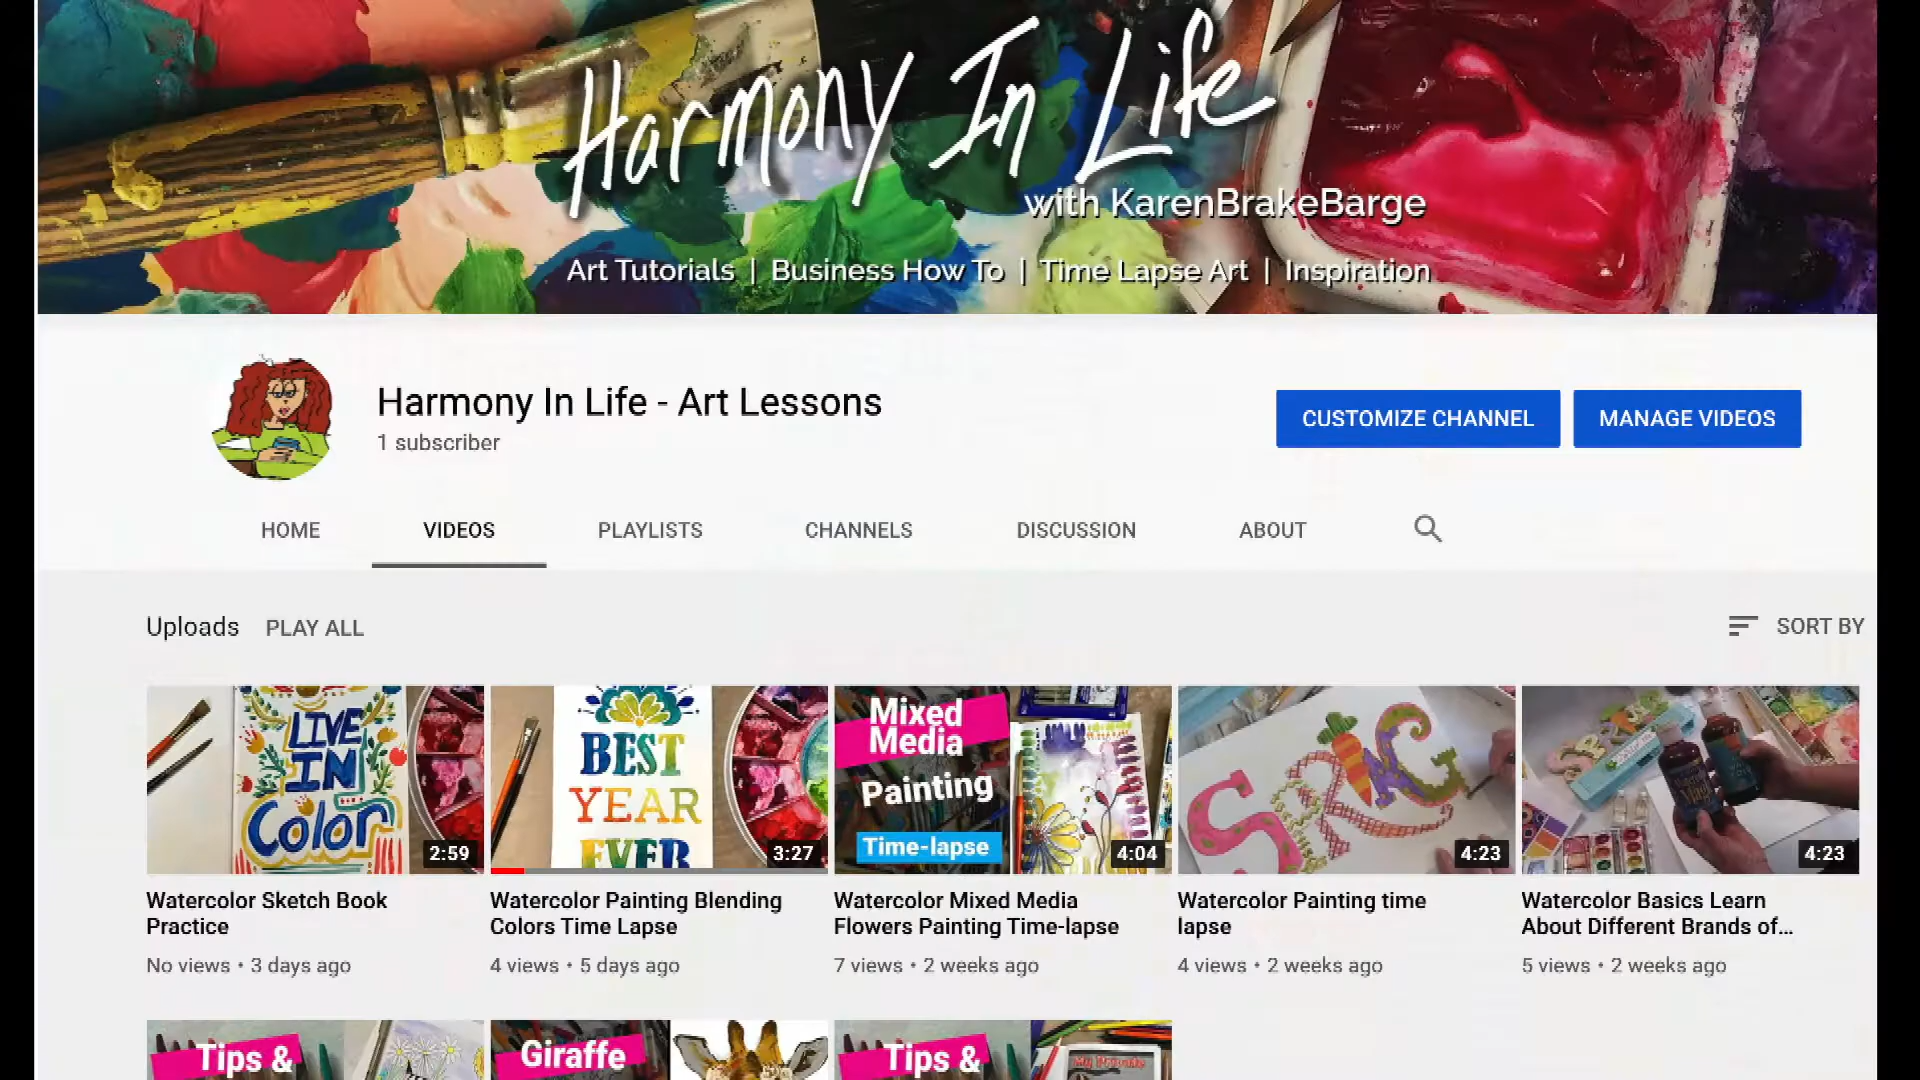 Harmony In Life
with KarenBrakeBarge
Art Tutorials | Business How To | Time Lapse Art | Inspiration
Harmony In Life - Art Lessons
1 subscriber
CUSTOMIZE CHANNEL
MANAGE VIDEOS
HOME
VIDEOS
PLAYLISTS
CHANNELS
DISCUSSION
ABOUT
Uploads
PLAY ALL
SORT BY
LIVE
IN
Color
2:59
BEST
YEAR
EVER
3:27
Mixed
Media
Painting
Time-lapse
4:04
SPRING
4:23
4:23
Watercolor Sketch Book
Practice
No views • 3 days ago
Watercolor Painting Blending
Colors Time Lapse
4 views • 5 days ago
Watercolor Mixed Media
Flowers Painting Time-lapse
7 views • 2 weeks ago
Watercolor Painting time
lapse
4 views • 2 weeks ago
Watercolor Basics Learn
About Different Brands of...
5 views • 2 weeks ago
Tips &
Giraffe
Tips &